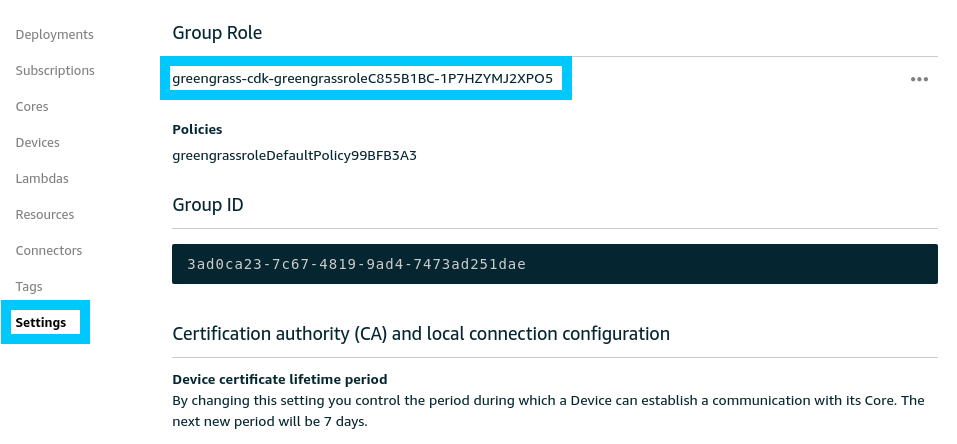 Deployments
Subscriptions
Cores
Devices
Lambdas
Resources
Connectors
Tags
Settings
Group Role
greengrass-cdk-greengrassroleC855B1BC-1P7HZYMJ2XPO5
Policies
greengrassroleDefaultPolicy99BFB3A3
Group ID
3ad0ca23-7c67-4819-9ad4-7473ad251dae
Certification authority (CA) and local connection configuration
Device certificate lifetime period
By changing this setting you control the period during which a Device can establish a communication with its Core. The
next new period will be 7 days.